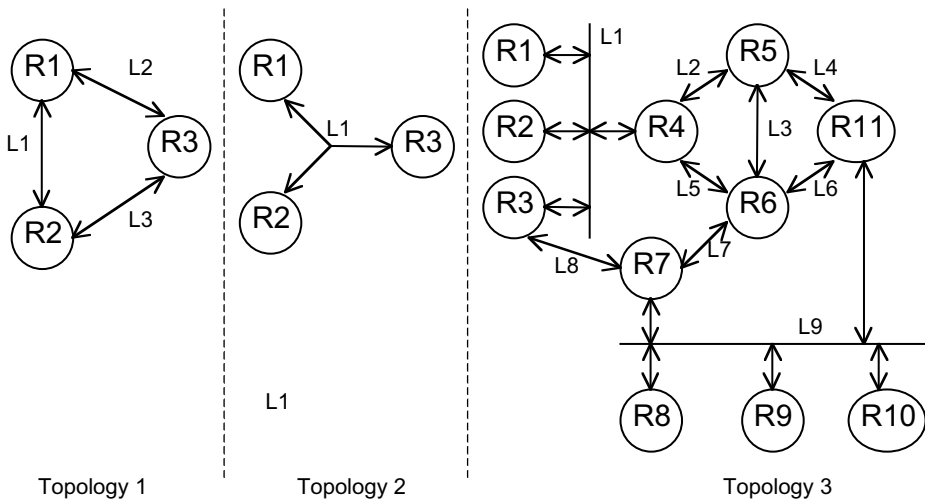 R1
L2
L1
R3
R2
L3
Topology 1
R1
L1
R3
R2
L1
Topology 2
R1
L1
R5
L2
L4
R2
R4
L3
R11
R3
L5
R6
L6
L8
R7
L7
L9
R8
R9
R10
Topology 3